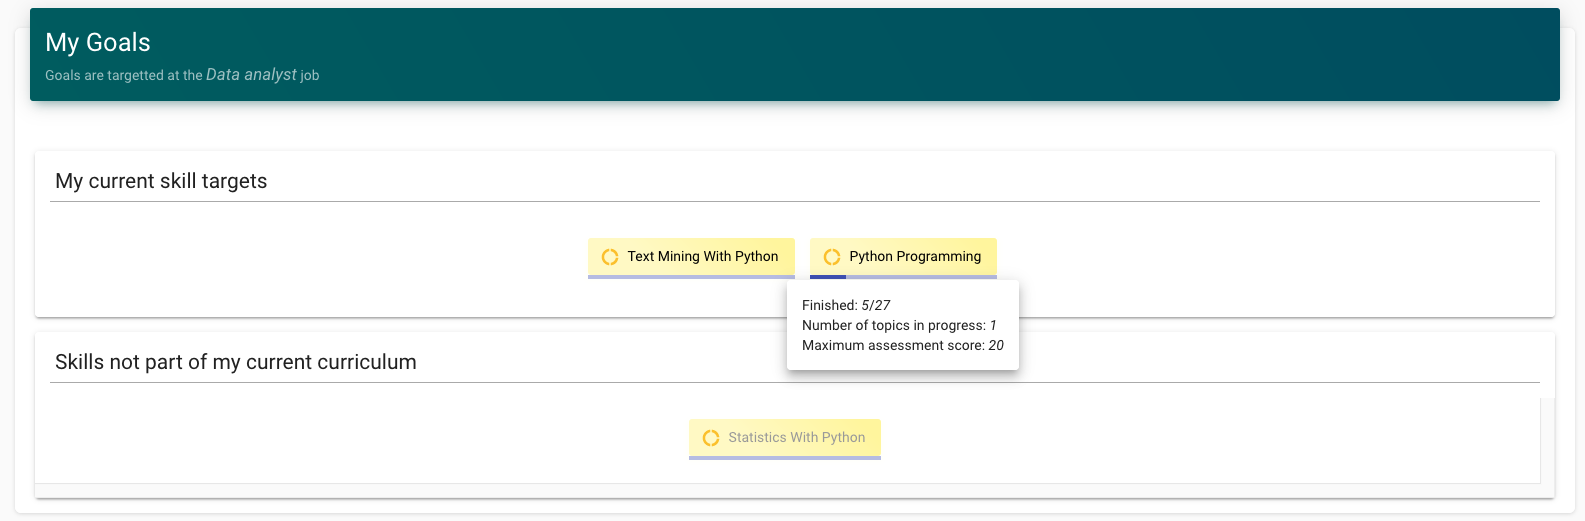 My Goals
Goals are targetted at the Data analyst job
My current skill targets
Text Mining With Python
Python Programming
Finished: 5/27
Number of topics in progress: 1
Maximum assessment score: 20
Skills not part of my current curriculum
Statistics With Python